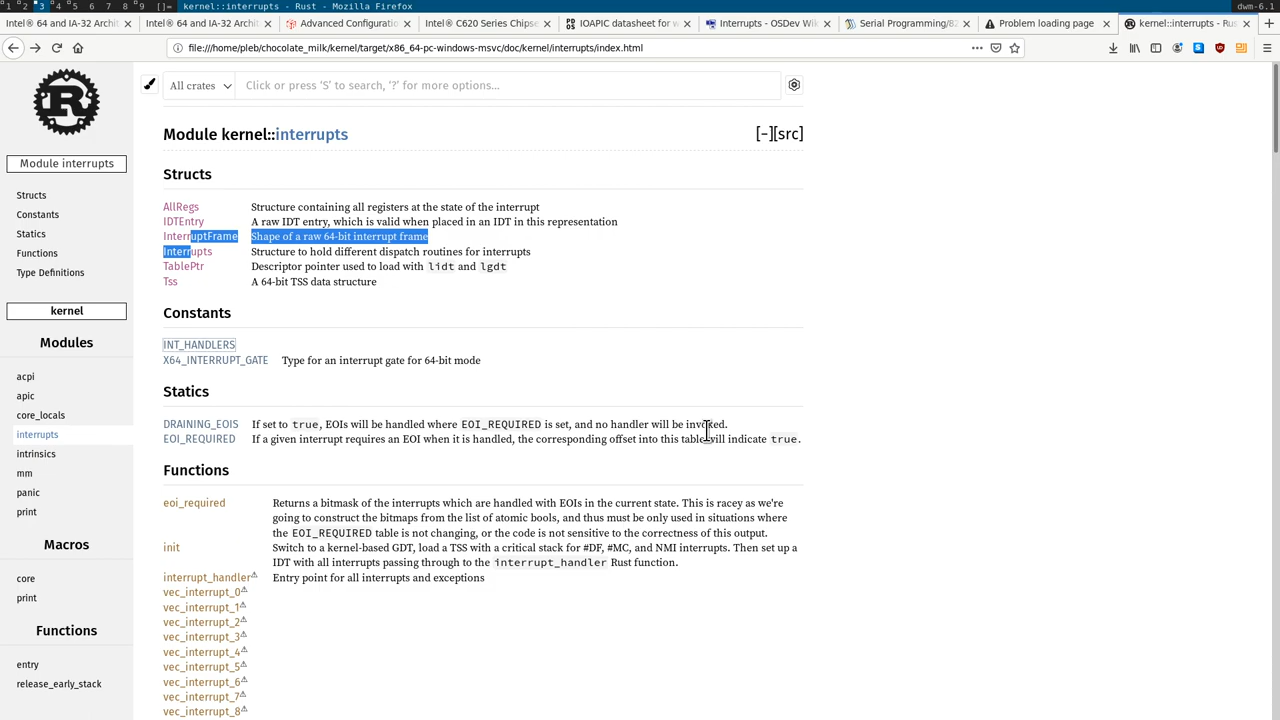 1 2 3 4 5 6 7 8 9 []= kernel::interrupts - Rust - Mozilla Firefox dwm-6.1
Intel® 64 and IA-32 Archit Intel® 64 and IA-32 Archit Advanced Configuratio Intel® C620 Series Chipse IOAPIC datasheet for w Interrupts - OSDev Wik Serial Programming/82 Problem loading page kernel::interrupts - Rus
file:///home/pleb/chocolate_milk/kernel/target/x86_64-pc-windows-msvc/doc/kernel/interrupts/index.html
All crates Click or press ‘S’ to search, ‘?’ for more options…
Module kernel::interrupts [−][src]
Module interrupts
Structs
Constants
Statics
Functions
Type Definitions
kernel
Modules
acpi
apic
core_locals
interrupts
intrinsics
mm
panic
print
Macros
core
print
Functions
entry
release_early_stack
Structs
AllRegs Structure containing all registers at the state of the interrupt
IDTEntry A raw IDT entry, which is valid when placed in an IDT in this representation
InterruptFrame Shape of a raw 64-bit interrupt frame
Interrupts Structure to hold different dispatch routines for interrupts
TablePtr Descriptor pointer used to load with lidt and lgdt
Tss A 64-bit TSS data structure
Constants
INT_HANDLERS
X64_INTERRUPT_GATE Type for an interrupt gate for 64-bit mode
Statics
DRAINING_EOIS If set to true, EOIs will be handled where EOI_REQUIRED is set, and no handler will be invoked.
EOI_REQUIRED If a given interrupt requires an EOI when it is handled, the corresponding offset into this table will indicate true.
Functions
eoi_required Returns a bitmask of the interrupts which are handled with EOIs in the current state. This is racey as we're
going to construct the bitmaps from the list of atomic bools, and thus must be only used in situations where
the EOI_REQUIRED table is not changing, or the code is not sensitive to the correctness of this output.
init Switch to a kernel-based GDT, load a TSS with a critical stack for #DF, #MC, and NMI interrupts. Then set up a
IDT with all interrupts passing through to the interrupt_handler Rust function.
interrupt_handler⚠ Entry point for all interrupts and exceptions
vec_interrupt_0⚠
vec_interrupt_1⚠
vec_interrupt_2⚠
vec_interrupt_3⚠
vec_interrupt_4⚠
vec_interrupt_5⚠
vec_interrupt_6⚠
vec_interrupt_7⚠
vec_interrupt_8⚠